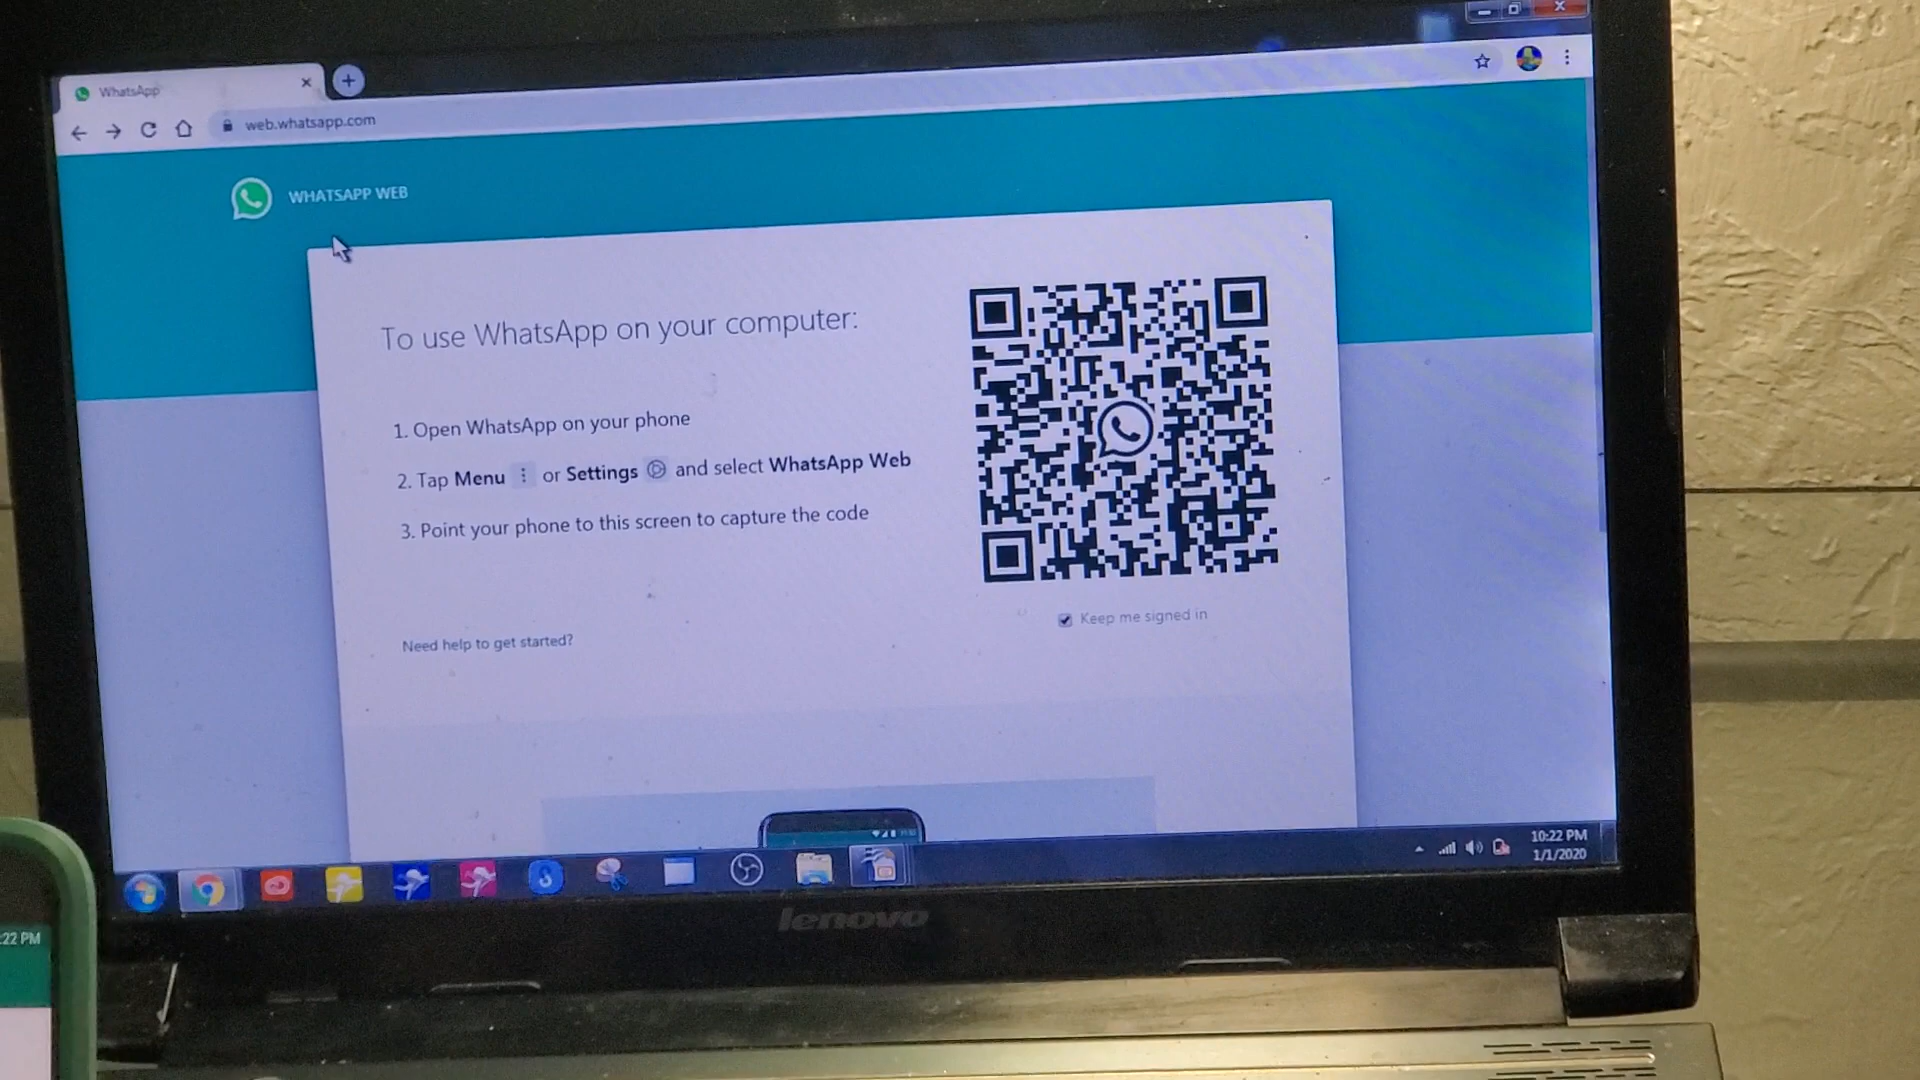 WhatsApp
web.whatsapp.com
WHATSAPP WEB
To use WhatsApp on your computer:
1. Open WhatsApp on your phone
2. Tap Menu or Settings and select WhatsApp Web
3. Point your phone to this screen to capture the code
Keep me signed in
Need help to get started?
10:22 PM
1/1/2020
lenovo
:22 PM